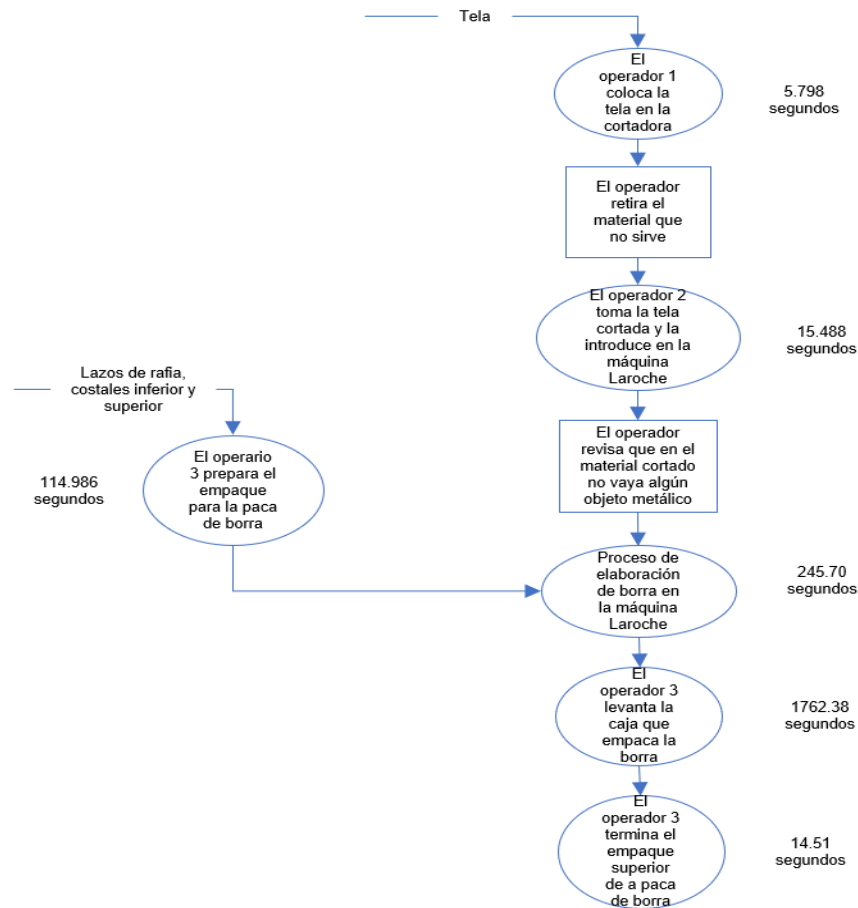 Tela
El
operador 1
coloca la
tela en la
cortadora
5.798
segundos
El operador
retira el
material que
no sirve
El operador 2
toma la tela
cortada y la
introduce en la
máquina
Laroche
15.488
segundos
Lazos de rafia,
costales inferior y
superior
El operario
3 prepara el
empaque
para la paca
de borra
114.986
segundos
El operador
revisa que en el
material cortado
no vaya algún
objeto metálico
Proceso de
elaboración
de borra en
la máquina
Laroche
245.70
segundos
El
operador 3
levanta la
caja que
empaca la
borra
1762.38
segundos
El
operador 3
termina el
empaque
superior
de a paca
de borra
14.51
segundos